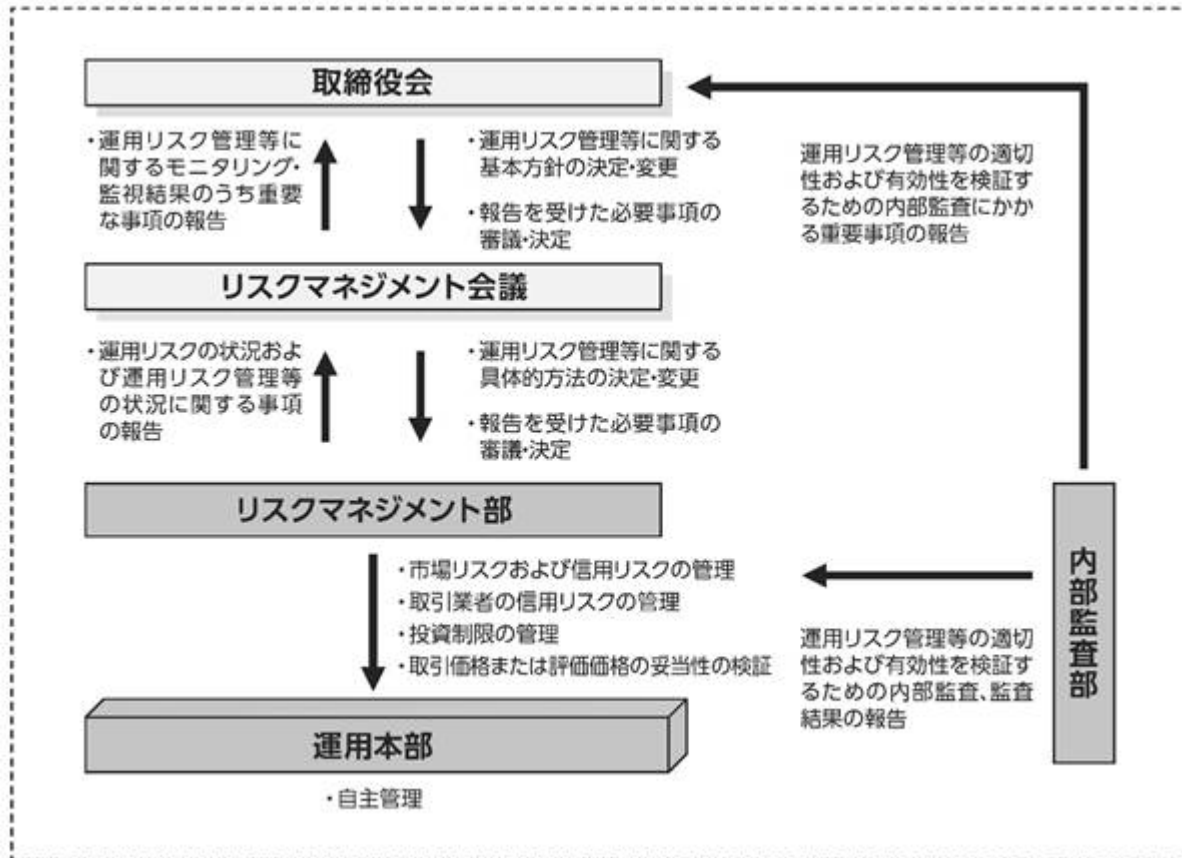 取締役会
・運用リスク管理等に
関するモニタリング・
監視結果のうち重要
な事項の報告
・運用リスク管理等に関する
基本方針の決定・変更
・報告を受けた必要事項の
審議・決定
運用リスク管理等の適切
性および有効性を検証す
るための内部監査にかか
る重要事項の報告
リスクマネジメント会議
・運用リスクの状況およ
び運用リスク管理等
の状況に関する事項
の報告
・運用リスク管理等に関する
具体的方法の決定・変更
・報告を受けた必要事項の
審議・決定
リスクマネジメント部
・市場リスクおよび信用リスクの管理
・取引業者の信用リスクの管理
・投資制限の管理
・取引価格または評価価格の妥当性の検証
運用リスク管理等の適切
性および有効性を検証す
るための内部監査、監査
結果の報告
内部監査部
運用本部
・自主管理